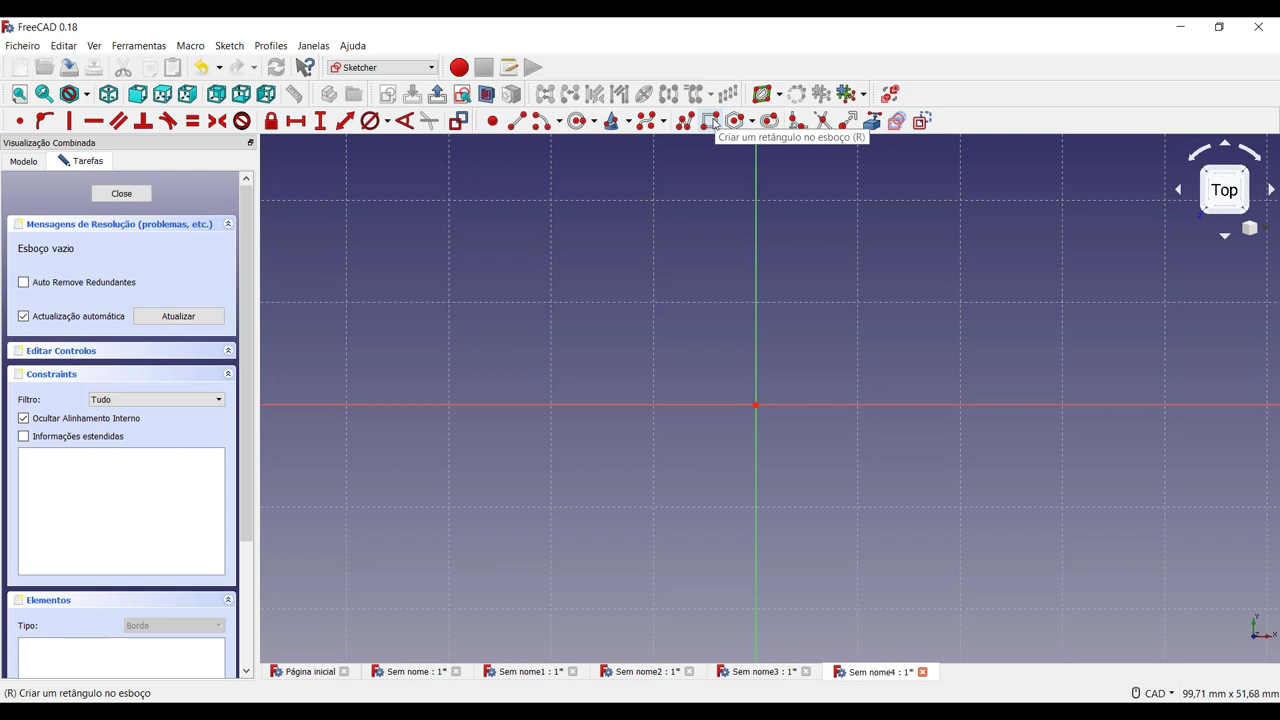 FreeCAD 0.18
Ficheiro Editar Ver Ferramentas Macro Sketch Profiles Janelas Ajuda
Sketcher
Criar um retângulo no esboço (R)
Visualização Combinada
Modelo Tarefas
Close
Mensagens de Resolução (problemas, etc.)
Esboço vazio
Auto Remove Redundantes
Actualização automática Atualizar
Editar Controlos
Constraints
Filtro: Tudo
Ocultar Alinhamento Interno
Informações estendidas
Elementos
Tipo: Borda
Top
Z
Y
Z X
Página inicial Sem nome : 1* Sem nome1 : 1* Sem nome2 : 1* Sem nome3 : 1* Sem nome4 : 1*
(R) Criar um retângulo no esboço CAD 99,71 mm x 51,68 mm